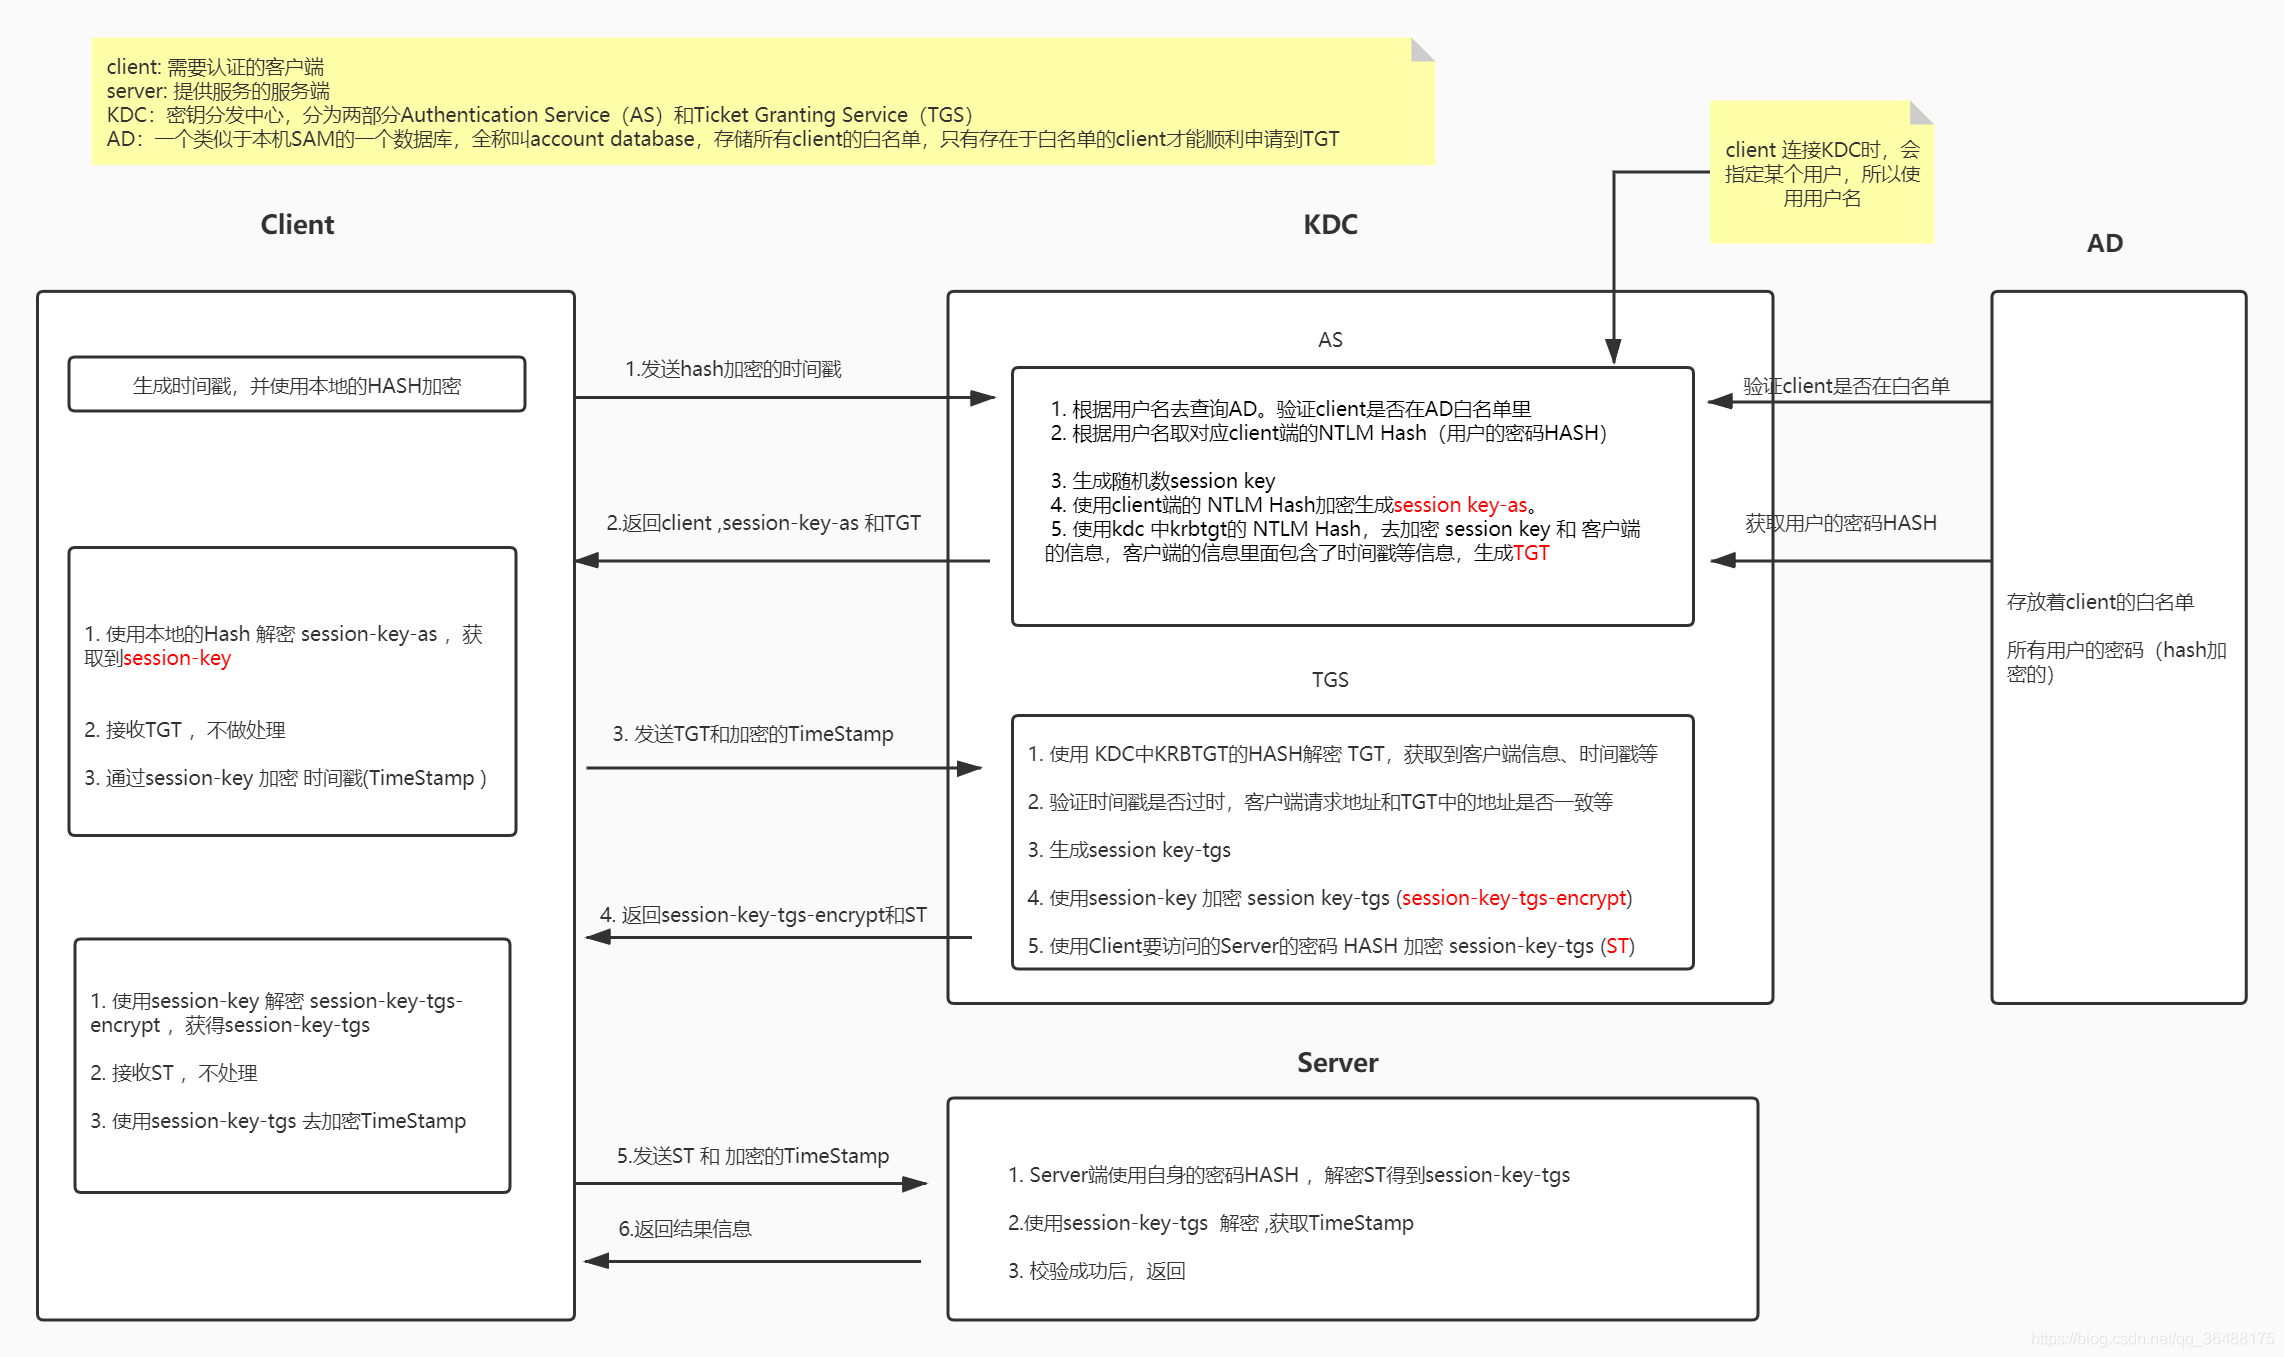 client: 需要认证的客户端
server: 提供服务的服务端
KDC：密钥分发中心，分为两部分Authentication Service（AS）和Ticket Granting Service（TGS）
AD：一个类似于本机SAM的一个数据库，全称叫account database，存储所有client的白名单，只有存在于白名单的client才能顺利申请到TGT
client 连接KDC时，会
指定某个用户，所以使
用用户名
Client
KDC
AD
生成时间戳，并使用本地的HASH加密
1.发送hash加密的时间戳
AS
1. 根据用户名去查询AD。验证client是否在AD白名单里
2. 根据用户名取对应client端的NTLM Hash（用户的密码HASH）
3. 生成随机数session key
4. 使用client端的 NTLM Hash加密生成session key-as。
5. 使用kdc 中krbtgt的 NTLM Hash，去加密 session key 和 客户端
的信息，客户端的信息里面包含了时间戳等信息，生成TGT
验证client是否在白名单
获取用户的密码HASH
存放着client的白名单
所有用户的密码（hash加
密的）
2.返回client ,session-key-as 和TGT
1. 使用本地的Hash 解密 session-key-as ，获
取到session-key
2. 接收TGT ，不做处理
3. 通过session-key 加密 时间戳(TimeStamp )
3. 发送TGT和加密的TimeStamp
TGS
1. 使用 KDC中KRBTGT的HASH解密 TGT，获取到客户端信息、时间戳等
2. 验证时间戳是否过时，客户端请求地址和TGT中的地址是否一致等
3. 生成session key-tgs
4. 使用session-key 加密 session key-tgs (session-key-tgs-encrypt)
5. 使用Client要访问的Server的密码 HASH 加密 session-key-tgs (ST)
4. 返回session-key-tgs-encrypt和ST
1. 使用session-key 解密 session-key-tgs-
encrypt ，获得session-key-tgs
2. 接收ST ，不处理
3. 使用session-key-tgs 去加密TimeStamp
5.发送ST 和 加密的TimeStamp
6.返回结果信息
Server
1. Server端使用自身的密码HASH ，解密ST得到session-key-tgs
2.使用session-key-tgs  解密 ,获取TimeStamp
3. 校验成功后，返回
https://blog.csdn.net/qq_36488175